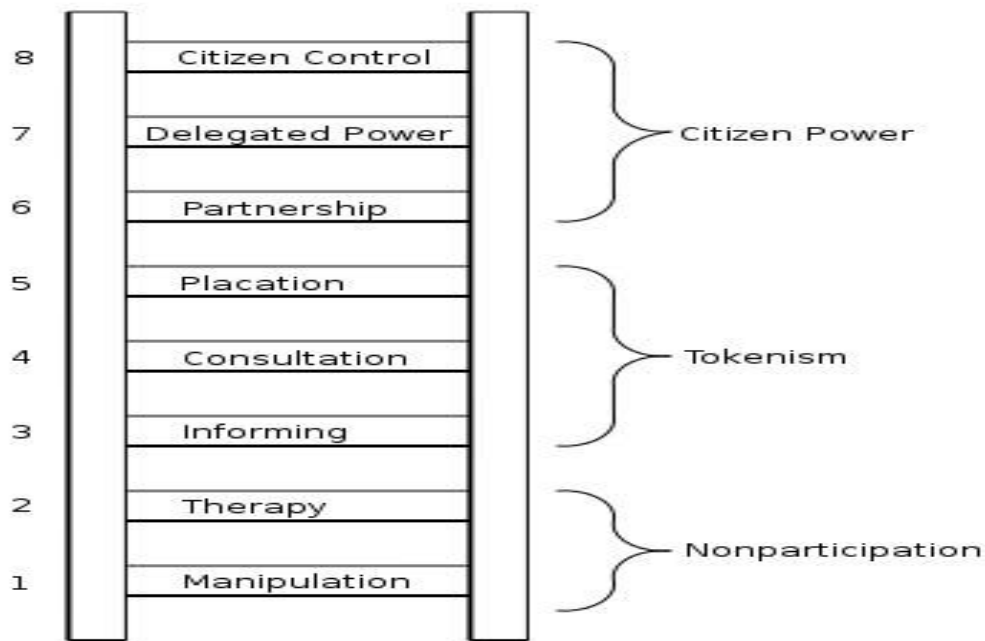 8 Citizen Control
7 Delegated Power
Citizen Power
6 Partnership
5 Placation
4 Consultation
Tokenism
3 Informing
2 Therapy
Nonparticipation
1 Manipulation